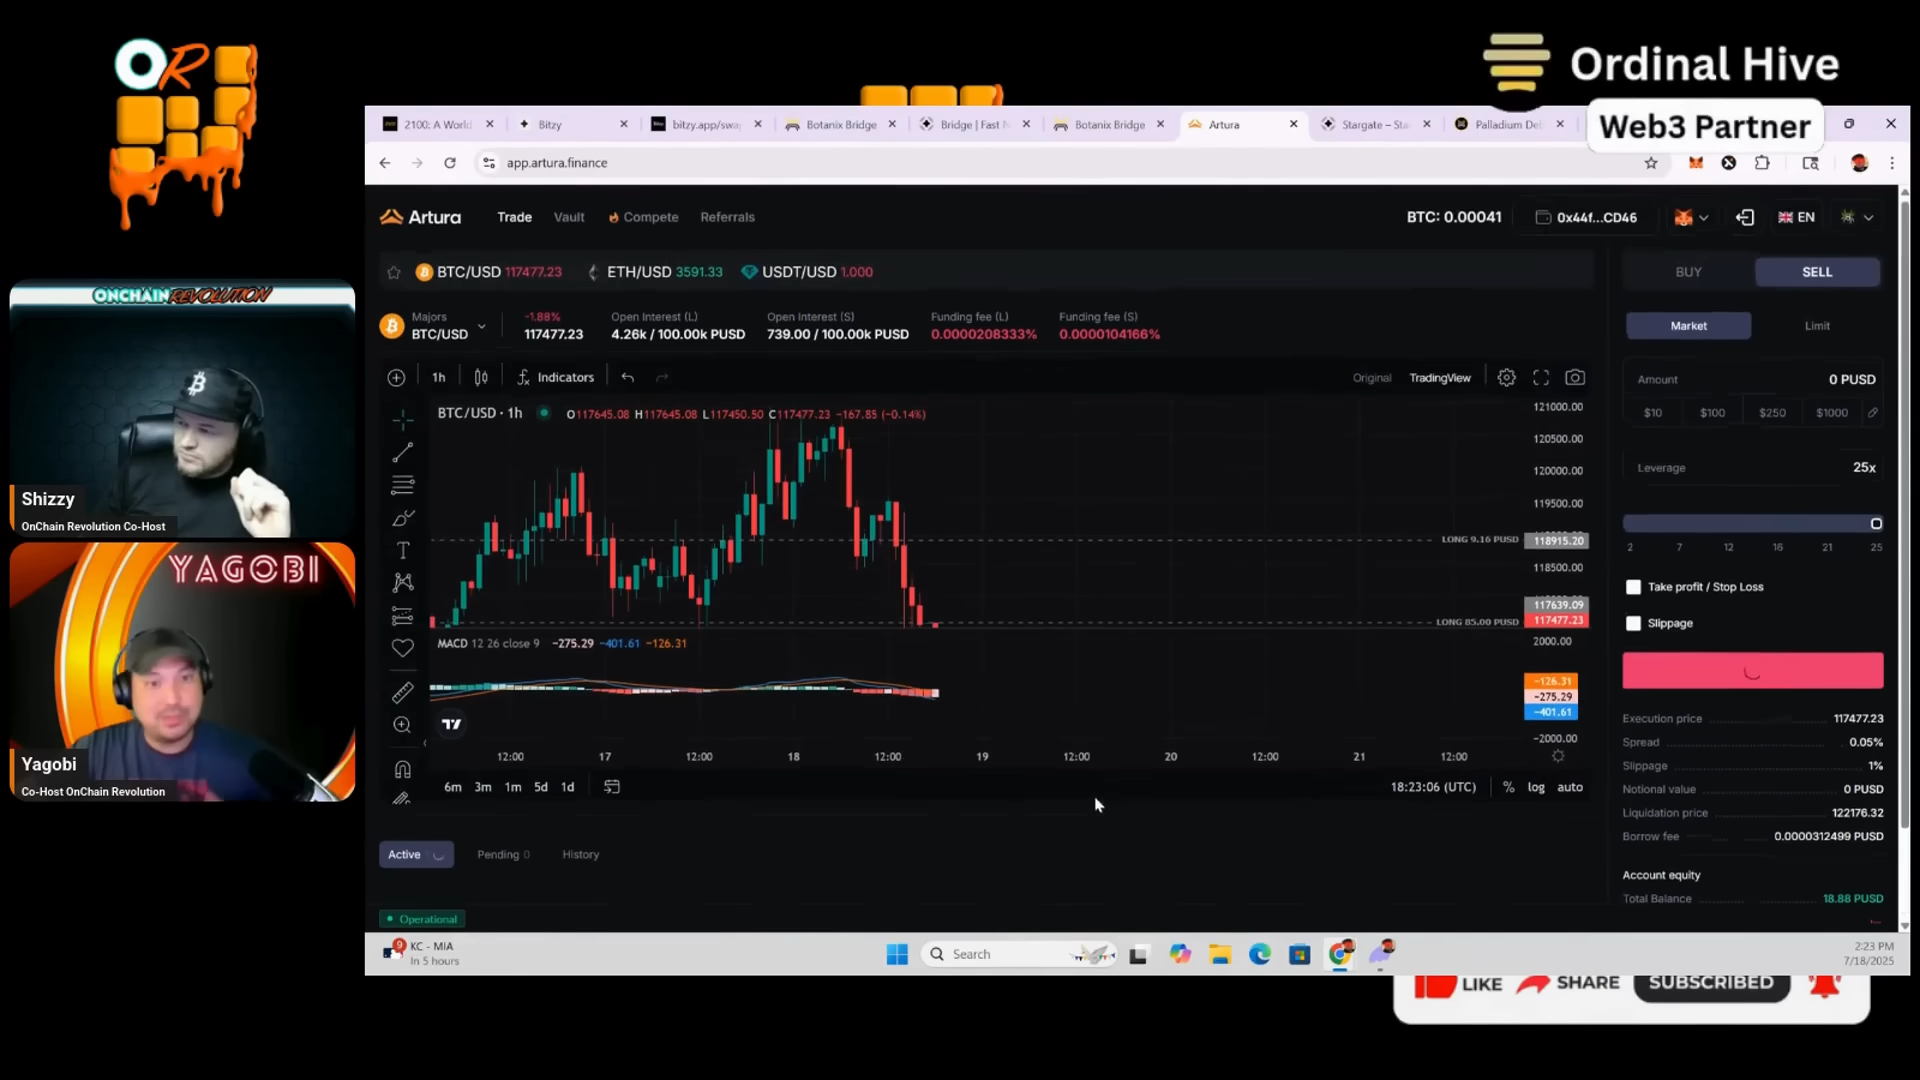 OR
Ordinal Hive
Web3 Partner
2100: A World
Bitzy
bitzy.app/swa
Botanix Bridge
Bridge | Fast
Botanix Bridge
Artura
Stargate – Sta
Palladium De
app.artura.finance
Artura
Trade
Vault
Compete
Referrals
BTC: 0.00041
0x44f...CD46
EN
BTC/USD 117477.23
ETH/USD 3591.33
USDT/USD 1.000
BUY
SELL
Majors
BTC/USD
-1.88%
117477.23
Open Interest (L)
4.26k / 100.00k PUSD
Open Interest (S)
739.00 / 100.00k PUSD
Funding fee (L)
0.0000208333%
Funding fee (S)
0.0000104166%
Market
Limit
1h
Indicators
Original
TradingView
Amount
0 PUSD
$10
$100
$250
$1000
BTC/USD · 1h
O117645.08 H117645.08 L117450.50 C117477.23 −167.85 (−0.14%)
121000.00
120500.00
120000.00
119500.00
LONG 9.16 PUSD
118915.20
118500.00
117639.09
LONG 85.00 PUSD
117477.23
Leverage
25x
2
7
12
16
21
25
Take profit / Stop Loss
Slippage
MACD 12 26 close 9 −275.29 −401.61 −126.31
2000.00
−126.31
−275.29
−401.61
−2000.00
12:00
17
12:00
18
12:00
19
12:00
20
12:00
21
12:00
6m
3m
1m
5d
1d
18:23:06 (UTC)
%
log
auto
Execution price
117477.23
Spread
0.05%
Slippage
1%
Notional value
0 PUSD
Liquidation price
122176.32
Borrow fee
0.0000312499 PUSD
Account equity
Total Balance
18.88 PUSD
Active
Pending 0
History
Operational
ONCHAIN REVOLUTION
Shizzy
OnChain Revolution Co-Host
YAGOBI
Yagobi
Co-Host OnChain Revolution
9
KC - MIA
In 5 hours
Search
2:23 PM
7/18/2025
LIKE
SHARE
SUBSCRIBED